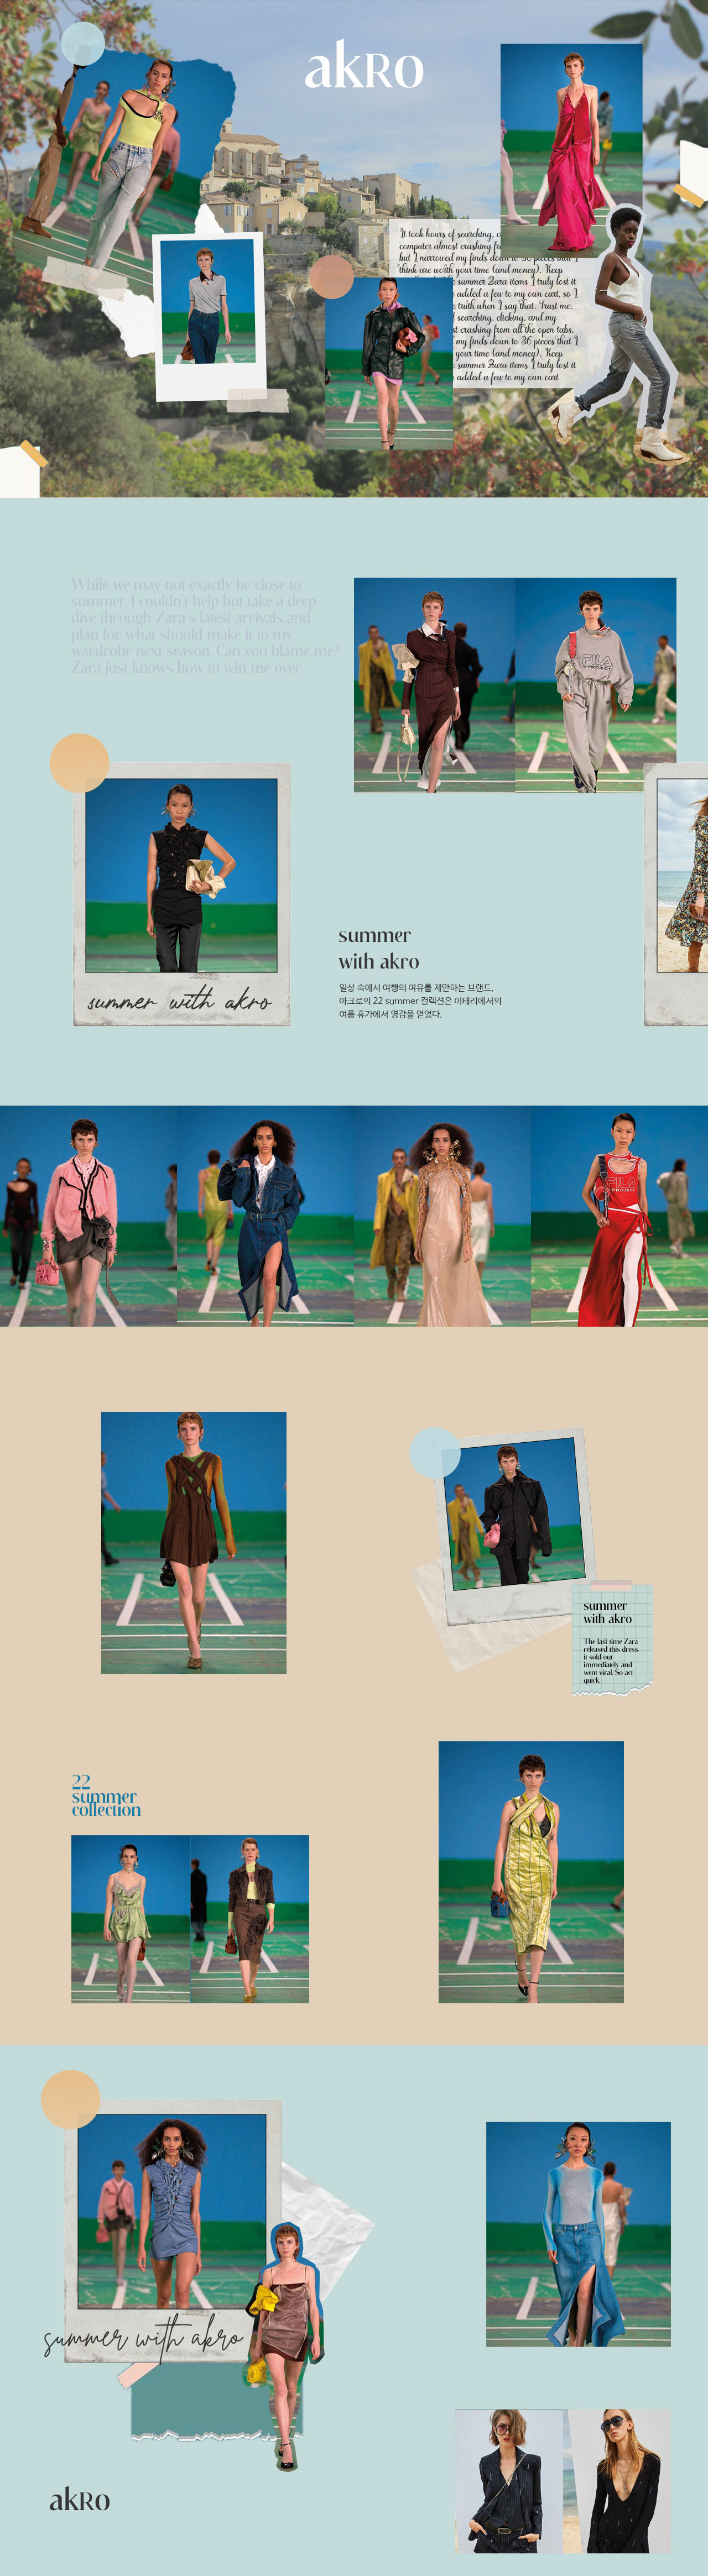 akRo
It took hours of searching, c
computer almost crashing fr
but I narrowed my finds down to 36 pieces that I
think are worth your time (and money). Keep
summer Zara items I truly lost it
added a few to my own cart, so I
truth when I say that. Trust me.
searching, clicking, and my
st crashing from all the open tabs,
my finds down to 36 pieces that I
your time (and money). Keep
summer Zara items I truly lost it
added a few to my own cart
While we may not exactly be close to
summer, I couldn't help but take a deep
dive through Zara's latest arrivals and
plan for what should make it to my
wardrobe next season. Can you blame me?
Zara just knows how to win me over.
FILA
PROJECT
summer with akro
summer
with akro
일상 속에서 여행의 여유를 제안하는 브랜드,
아크로의 22 summer 컬렉션은 이태리에서의
여름 휴가에서 영감을 얻었다.
FILA
PROJECT
summer
with akro
The last time Zara
released this dress,
it sold out
immediately and
went viral. So act
quick.
22
summer
collection
summer with akro
akRo